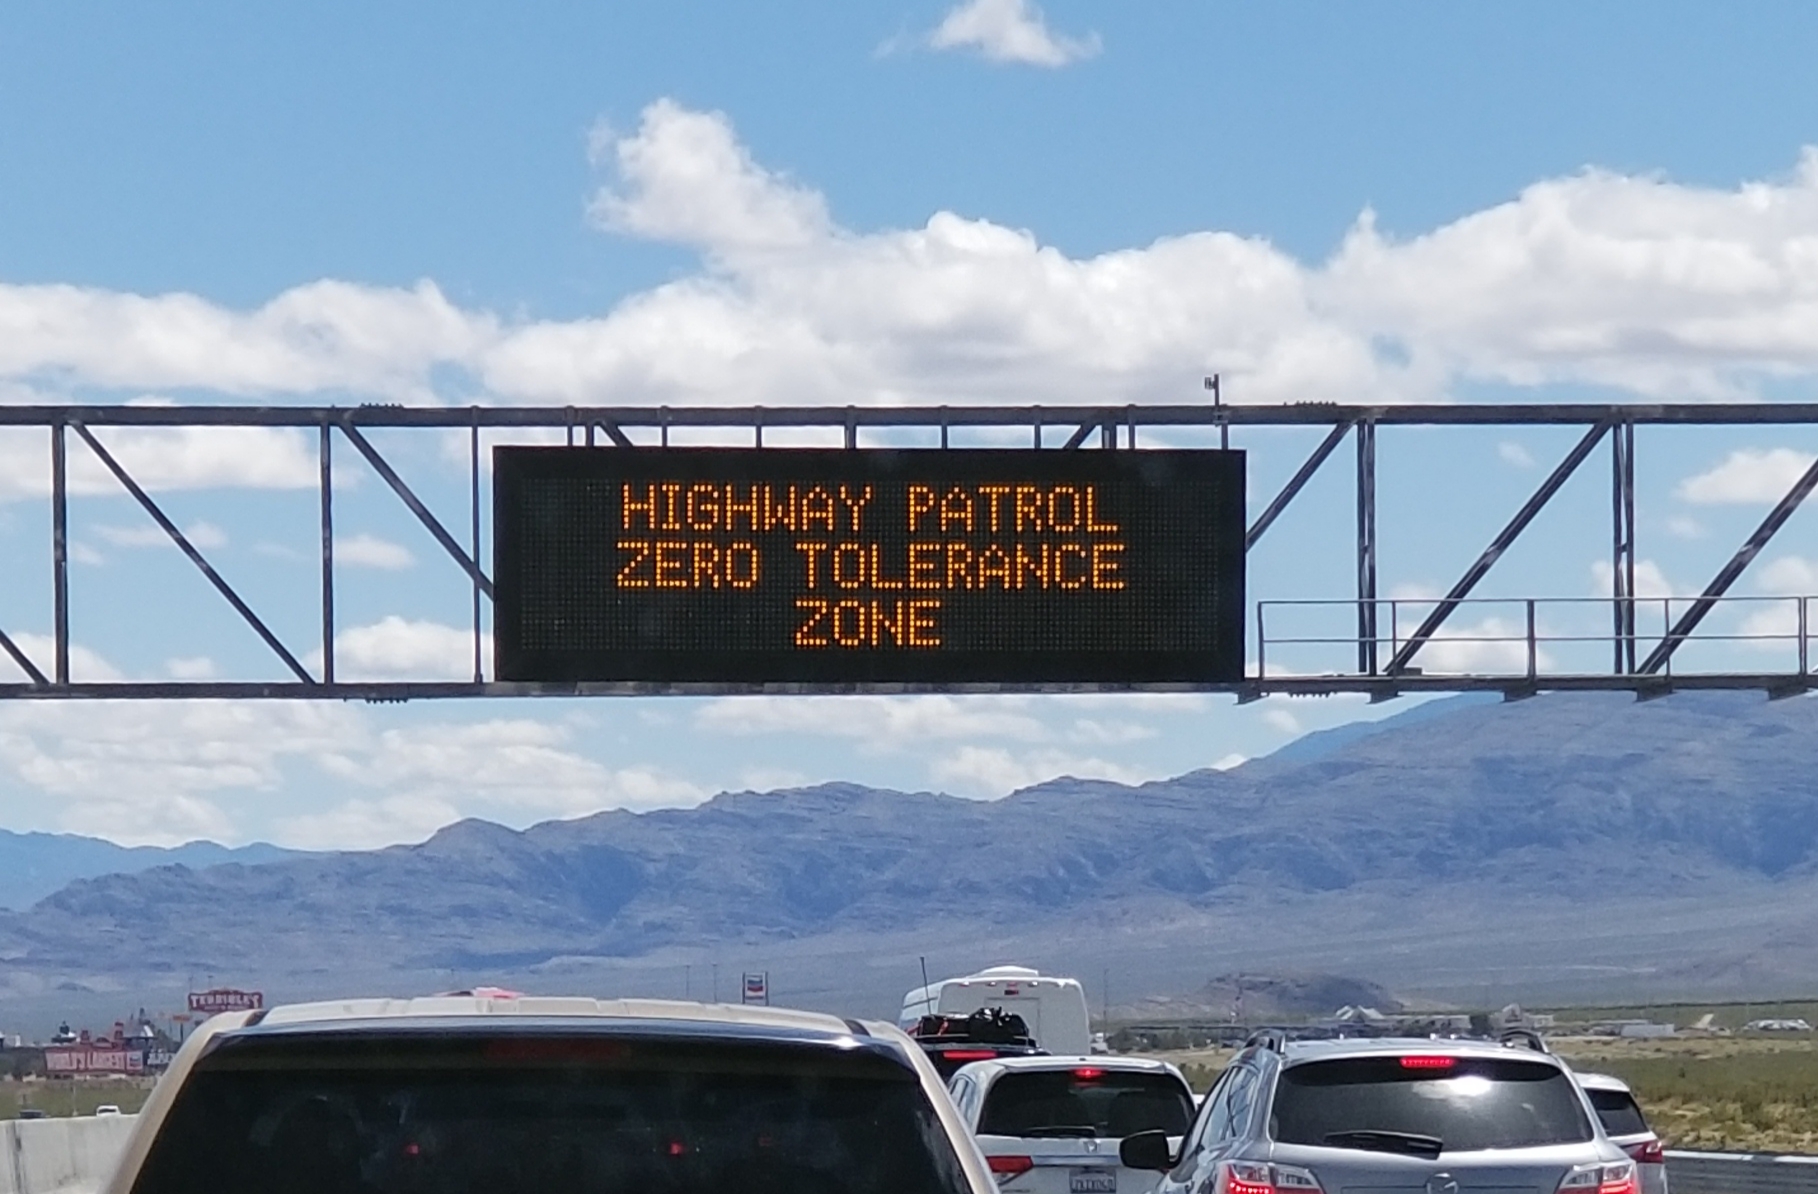 HIGHWAY PATROL
ZERO TOLERANCE
ZONE
TERRIBLE'S
WORLD'S LARGEST